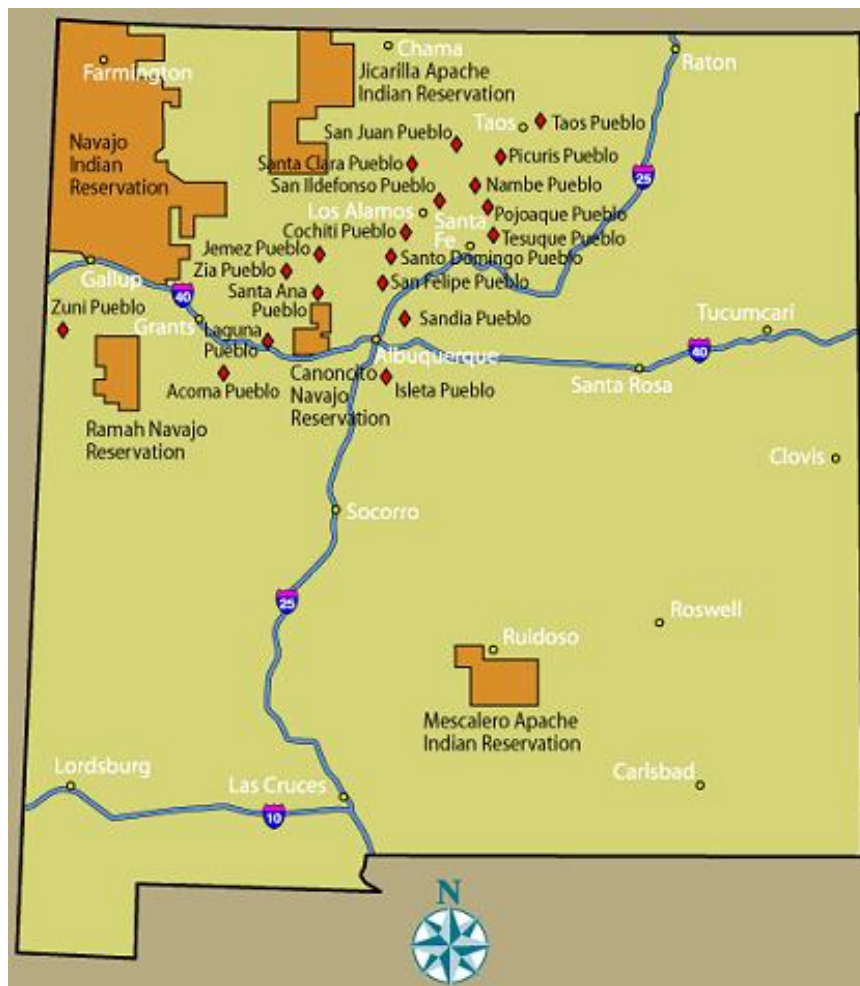 Chama
Raton
Farmington
Jicarilla Apache
Indian Reservation
Taos
Taos Pueblo
San Juan Pueblo
Navajo
Indian
Reservation
Santa Clara Pueblo
Picuris Pueblo
25
San Ildefonso Pueblo
Nambe Pueblo
Los Alamos
Pojoaque Pueblo
Santa
Fe
Cochiti Pueblo
Tesuque Pueblo
Jemez Pueblo
Santo Domingo Pueblo
Gallup
Zia Pueblo
San Felipe Pueblo
40
Santa Ana
Pueblo
Zuni Pueblo
Grants
Laguna
Pueblo
Sandia Pueblo
Tucumcari
Albuquerque
40
Canoncito
Navajo
Reservation
Acoma Pueblo
Isleta Pueblo
Santa Rosa
Ramah Navajo
Reservation
Clovis
Socorro
25
Roswell
Ruidoso
Mescalero Apache
Indian Reservation
Lordsburg
Las Cruces
Carlsbad
10
N